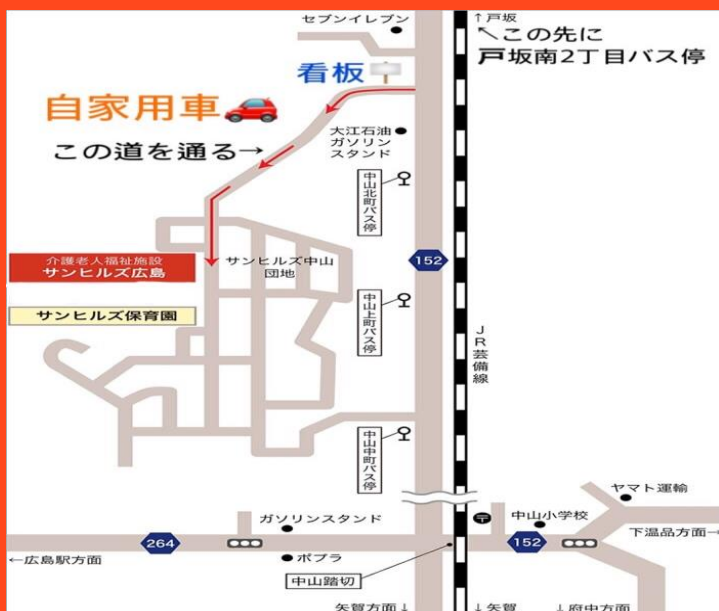 セブンイレブン
↑戸坂
↖この先に
戸坂南2丁目バス停
看板
自家用車
この道を通る→
大江石油
ガソリン
スタンド
中山北町バス停
152
介護老人福祉施設
サンヒルズ広島
サンヒルズ中山
団地
サンヒルズ保育園
中山上町バス停
JR芸備線
中山中町バス停
ヤマト運輸
ガソリンスタンド
〒
中山小学校
264
152
下温品方面→
←広島駅方面
ポプラ
中山踏切
矢賀方面↓
↓矢賀
↓府中方面